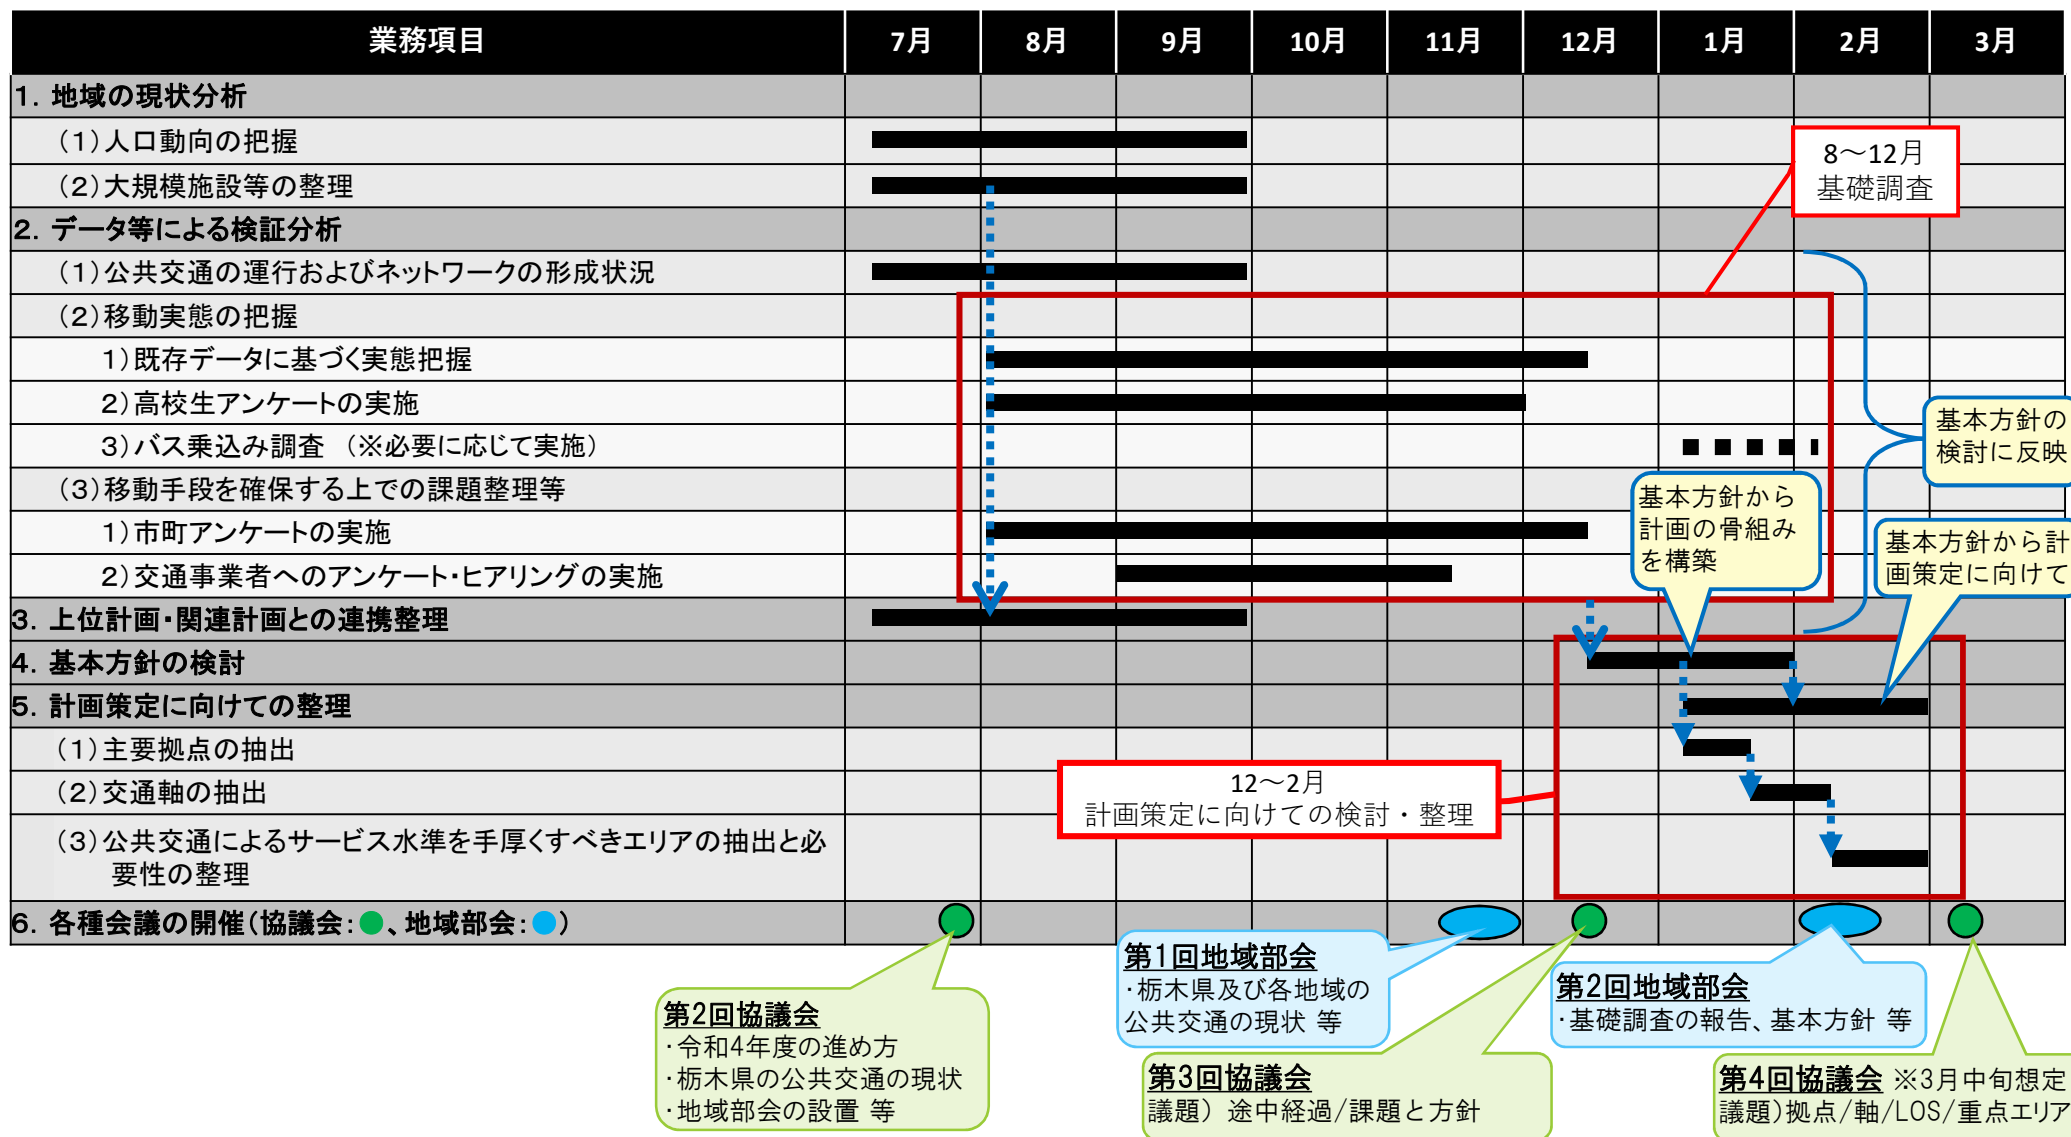 業務項目 7月 8月 9月 10月 11月 12月 1月 2月 3月
1．地域の現状分析
（1）人口動向の把握
（2）大規模施設等の整理
2．データ等による検証分析
（1）公共交通の運行およびネットワークの形成状況
（2）移動実態の把握
1）既存データに基づく実態把握
2）高校生アンケートの実施
3）バス乗込み調査 （※必要に応じて実施）
（3）移動手段を確保する上での課題整理等
1）市町アンケートの実施
2）交通事業者へのアンケート・ヒアリングの実施
3．上位計画・関連計画との連携整理
4．基本方針の検討
5．計画策定に向けての整理
（1）主要拠点の抽出
（2）交通軸の抽出
（3）公共交通によるサービス水準を手厚くすべきエリアの抽出と必
要性の整理
6．各種会議の開催（協議会：●、地域部会：●）
8～12月
基礎調査
基本方針の
検討に反映
基本方針から
計画の骨組み
を構築
基本方針から計
画策定に向けて
12～2月
計画策定に向けての検討・整理
第2回協議会
・令和4年度の進め方
・栃木県の公共交通の現状
・地域部会の設置 等
第1回地域部会
・栃木県及び各地域の
公共交通の現状 等
第3回協議会
議題） 途中経過/課題と方針
第2回地域部会
・基礎調査の報告、基本方針 等
第4回協議会 ※3月中旬想定
議題）拠点/軸/LOS/重点エリア